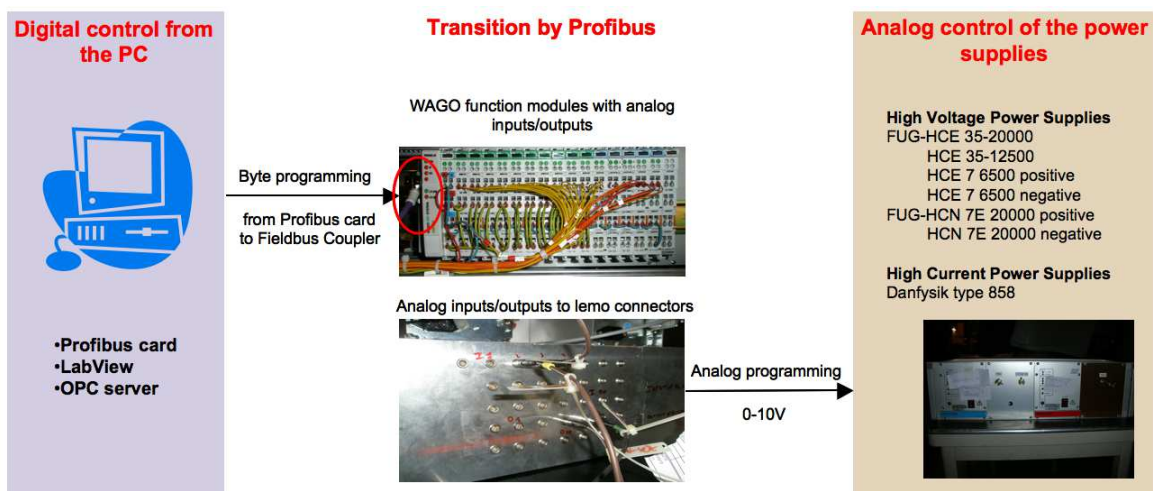 Digital control from
the PC
•Profibus card
•LabView
•OPC server
Byte programming
from Profibus card
to Fieldbus Coupler
Transition by Profibus
WAGO function modules with analog
inputs/outputs
Analog inputs/outputs to lemo connectors
Analog programming
0-10V
Analog control of the power
supplies
High Voltage Power Supplies
FUG-HCE 35-20000
HCE 35-12500
HCE 7 6500 positive
HCE 7 6500 negative
FUG-HCN 7E 20000 positive
HCN 7E 20000 negative
High Current Power Supplies
Danfysik type 858